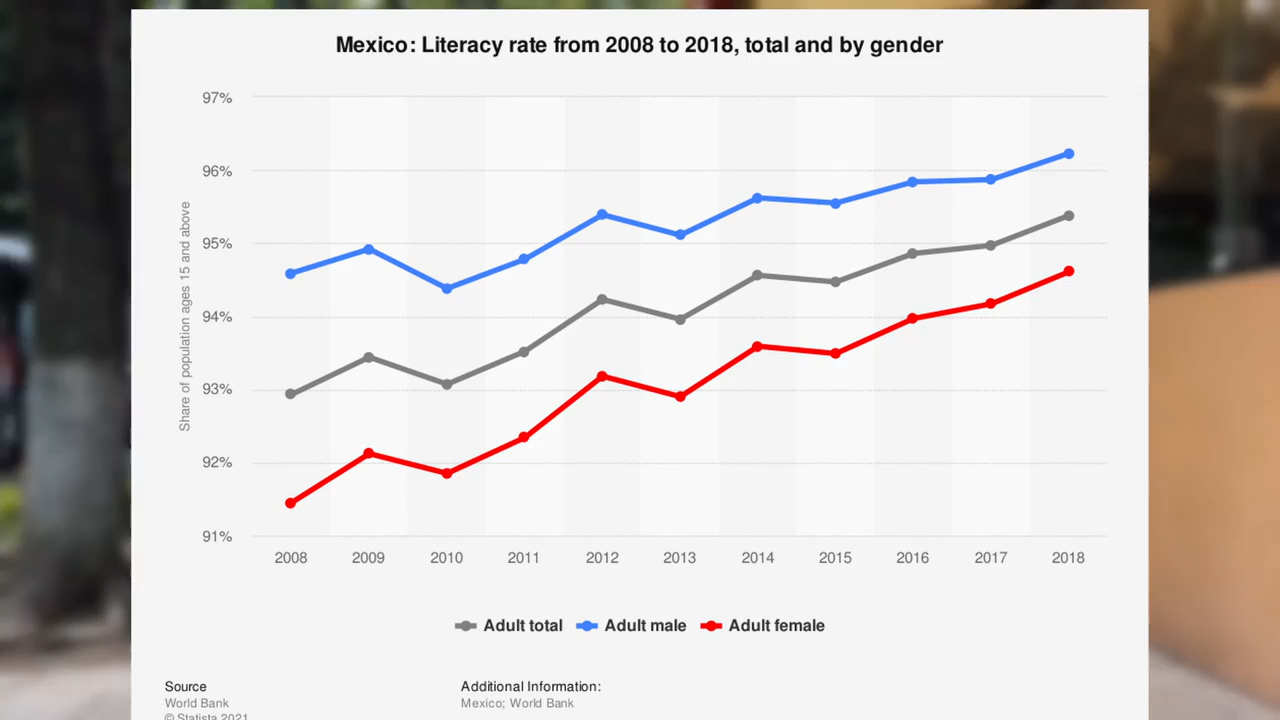 Mexico: Literacy rate from 2008 to 2018, total and by gender
97%
96%
95%
94%
93%
92%
91%
Share of population ages 15 and above
2008 2009 2010 2011 2012 2013 2014 2015 2016 2017 2018
Adult total Adult male Adult female
Source
World Bank
© Statista 2021
Additional Information:
Mexico; World Bank